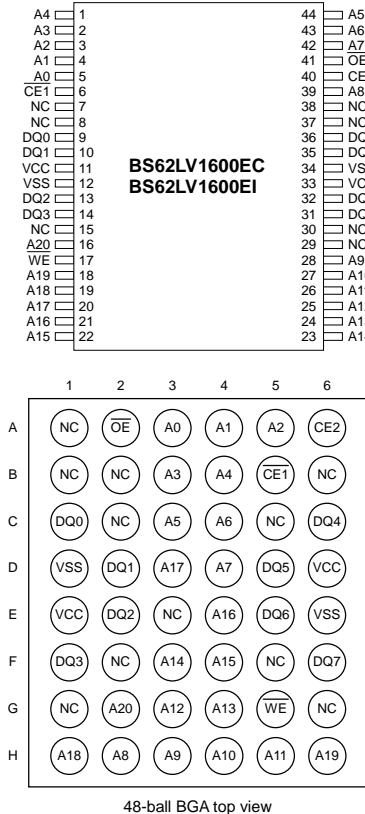 A4 1 44 A5
A3 2 43 A6
A2 3 42 A7
A1 4 41 OE
A0 5 40 CE
CE1 6 39 A8
NC 7 38 NC
NC 8 37 NC
DQ0 9 36 DQ
DQ1 10 35 DQ
VCC 11 34 VS
VSS 12 33 VC
DQ2 13 32 DQ
DQ3 14 31 DQ
NC 15 30 NC
A20 16 29 NC
WE 17 28 A9
A19 18 27 A1
A18 19 26 A1
A17 20 25 A1
A16 21 24 A1
A15 22 23 A1
BS62LV1600EC
BS62LV1600EI
1 2 3 4 5 6
A NC OE A0 A1 A2 CE2
B NC NC A3 A4 CE1 NC
C DQ0 NC A5 A6 NC DQ4
D VSS DQ1 A17 A7 DQ5 VCC
E VCC DQ2 NC A16 DQ6 VSS
F DQ3 NC A14 A15 NC DQ7
G NC A20 A12 A13 WE NC
H A18 A8 A9 A10 A11 A19
48-ball BGA top view